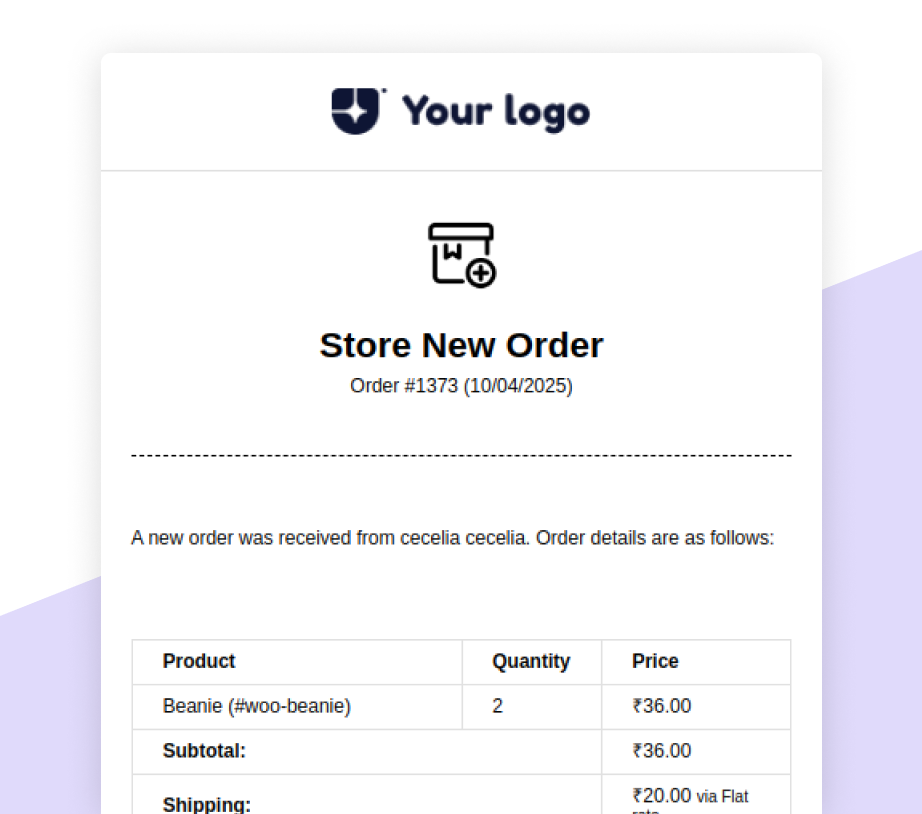 Your logo
Store New Order
Order #1373 (10/04/2025)
A new order was received from cecelia cecelia. Order details are as follows:
Product Quantity Price
Beanie (#woo-beanie) 2 ₹36.00
Subtotal: ₹36.00
Shipping: ₹20.00 via Flat